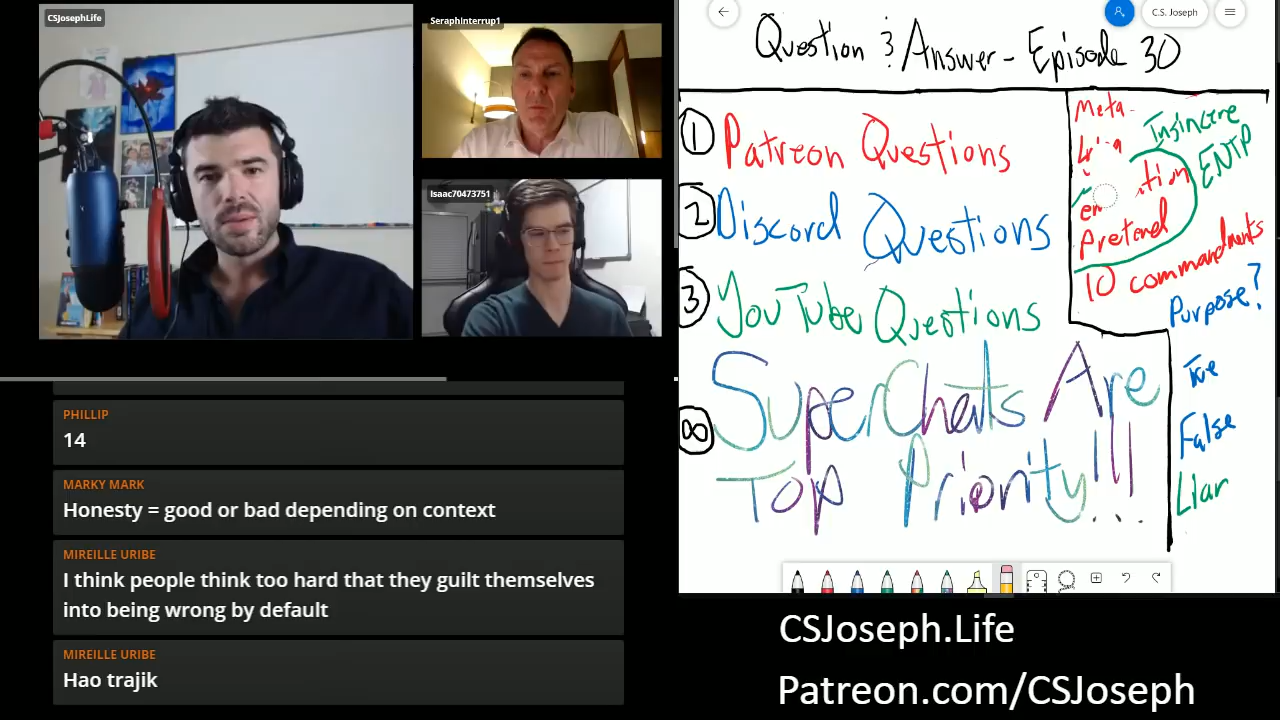 CSJosephLife
SeraphInterrup1
Isaac70473751
C.S. Joseph
Question & Answer - Episode 30
1 Patreon Questions
2 Discord Questions
3 YouTube Questions
∞ SuperChats Are
Top Priority!!!...
Meta-
Insincere
ENTP
tion
Pretend
10 commandments
Purpose?
True
False
Liar
PHILLIP
14
MARKY MARK
Honesty = good or bad depending on context
MIREILLE URIBE
I think people think too hard that they guilt themselves
into being wrong by default
MIREILLE URIBE
Hao trajik
CSJoseph.Life
Patreon.com/CSJoseph